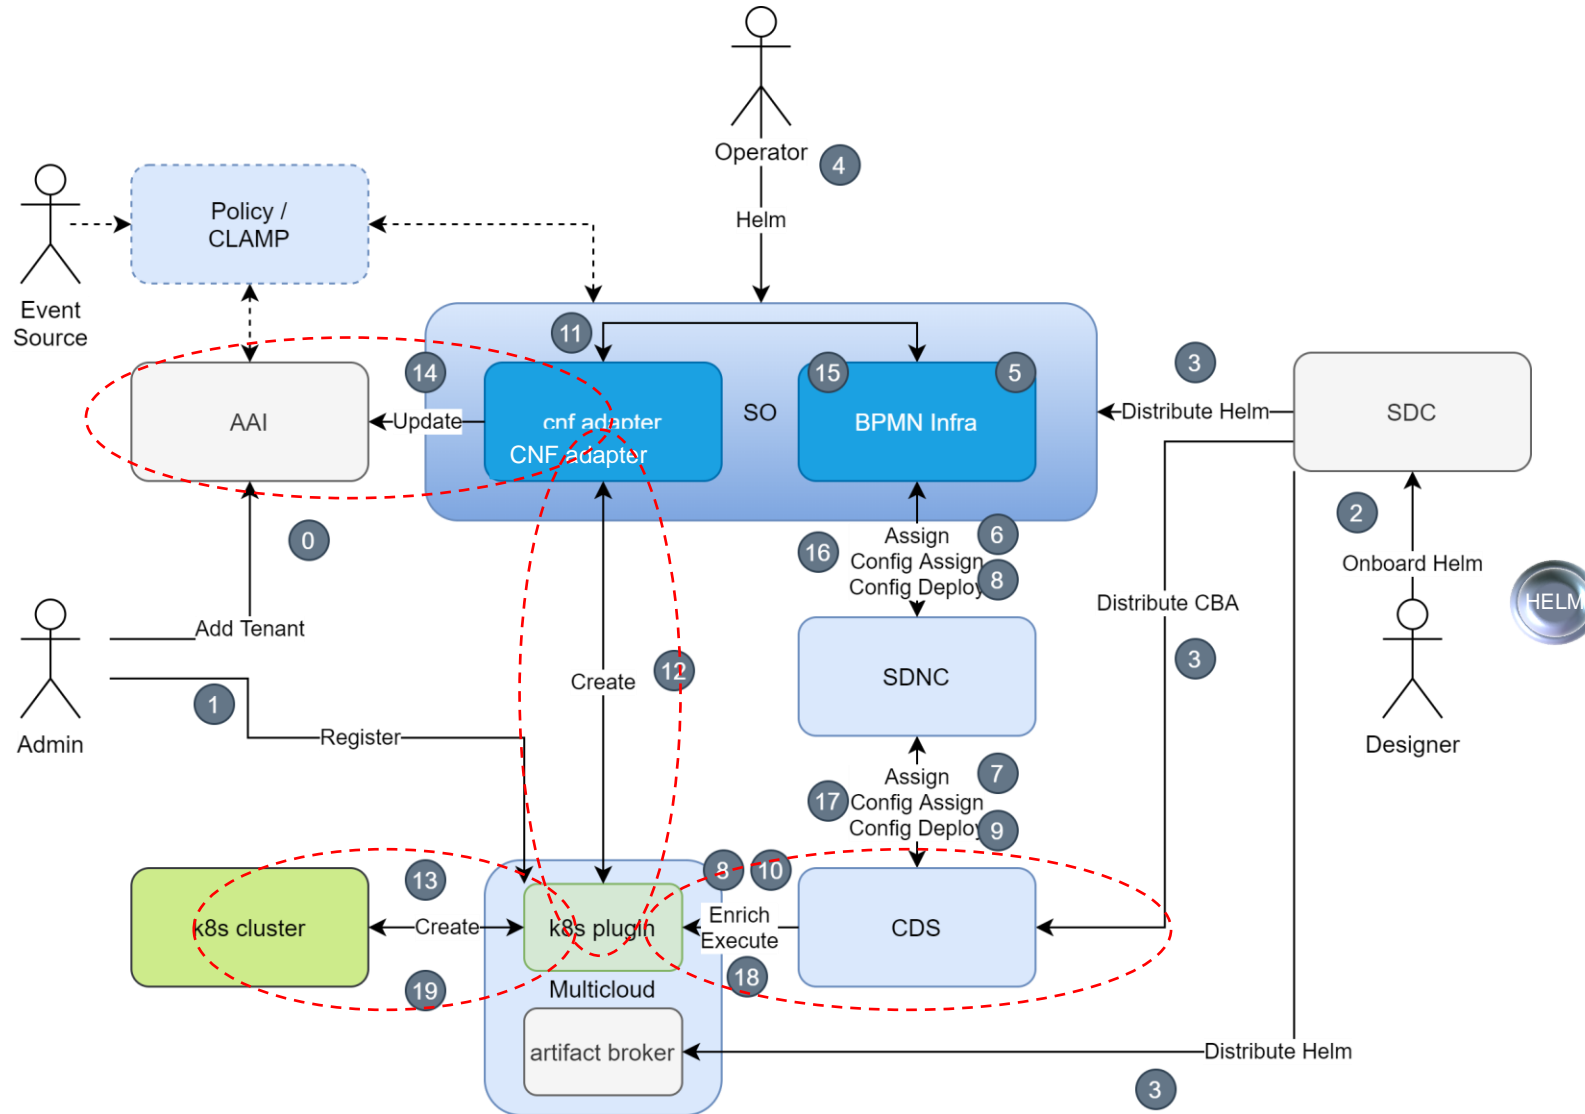 Operator
4
Helm
Policy /
CLAMP
Event
Source
11
14
15
5
3
AAI
Update
cnf adapter
CNF adapter
SO
BPMN Infra
Distribute Helm
SDC
2
0
16
Assign
6
Config Assign
Config Deploy
8
Onboard Helm
HELM
Distribute CBA
3
Add Tenant
12
Create
SDNC
1
Admin
Register
Designer
Assign
7
17
Config Assign
Config Deploy
9
13
8
10
k8s cluster
Create
k8s plugin
Enrich
Execute
CDS
19
18
Multicloud
artifact broker
Distribute Helm
3